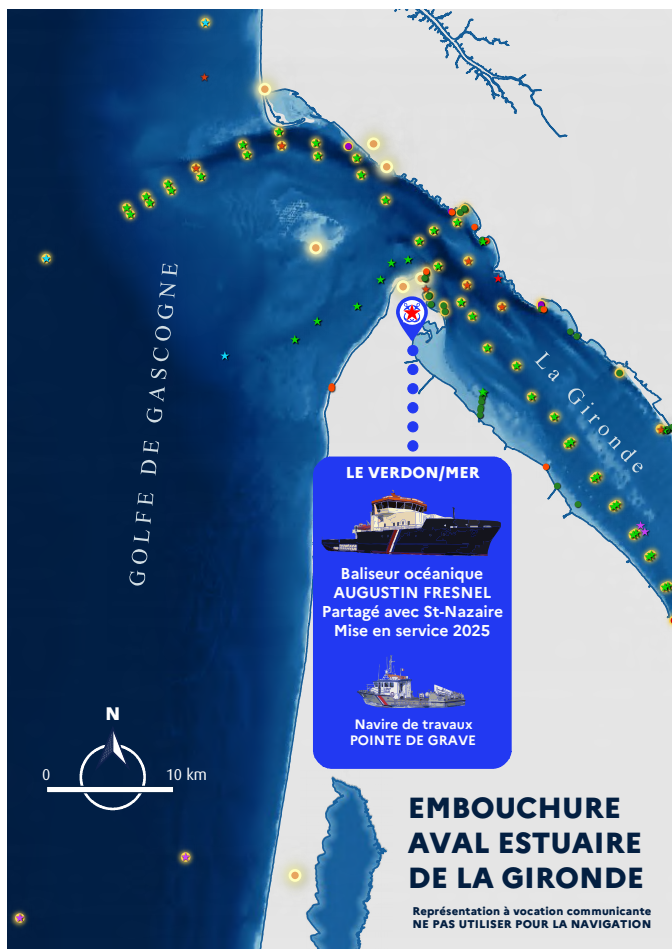 GOLFE DE GASCOGNE
La Gironde
LE VERDON/MER
Baliseur océanique
AUGUSTIN FRESNEL
Partagé avec St-Nazaire
Mise en service 2025
Navire de travaux
POINTE DE GRAVE
N
0 10 km
EMBOUCHURE
AVAL ESTUAIRE
DE LA GIRONDE
Représentation à vocation communicante
NE PAS UTILISER POUR LA NAVIGATION